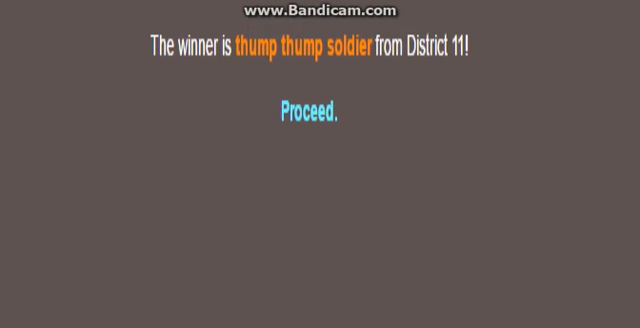 www.Bandicam.com
The winner is thump thump soldier from District 11!
Proceed.